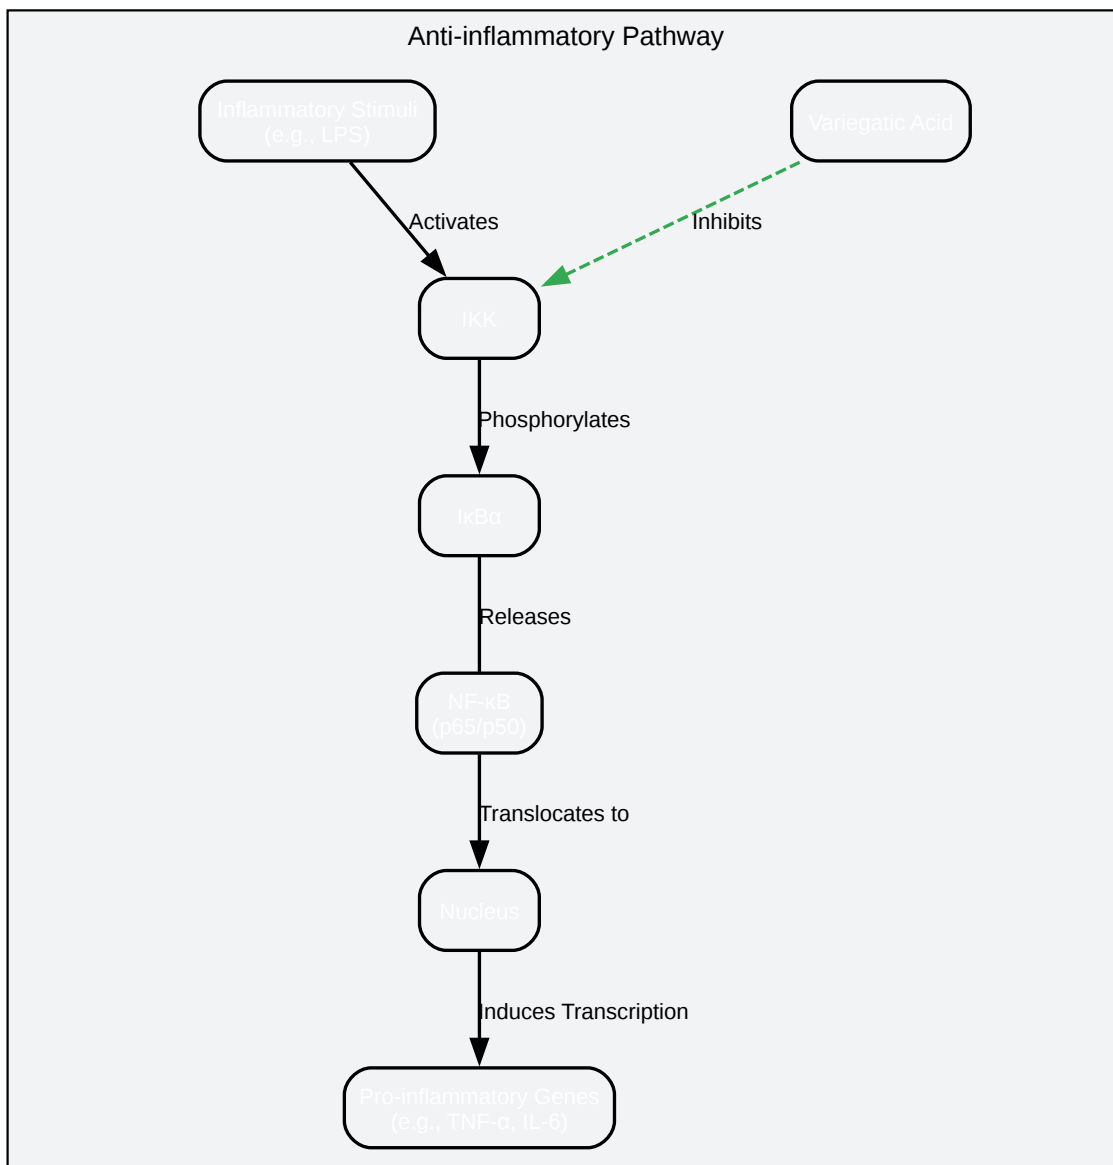 Anti-inflammatory Pathway
Inflammatory Stimuli
(e.g., LPS)
Variegatic Acid
Activates
Inhibits
IKK
Phosphorylates
IκBα
Releases
NF-κB
(p65/p50)
Translocates to
Nucleus
Induces Transcription
Pro-inflammatory Genes
(e.g., TNF-α, IL-6)